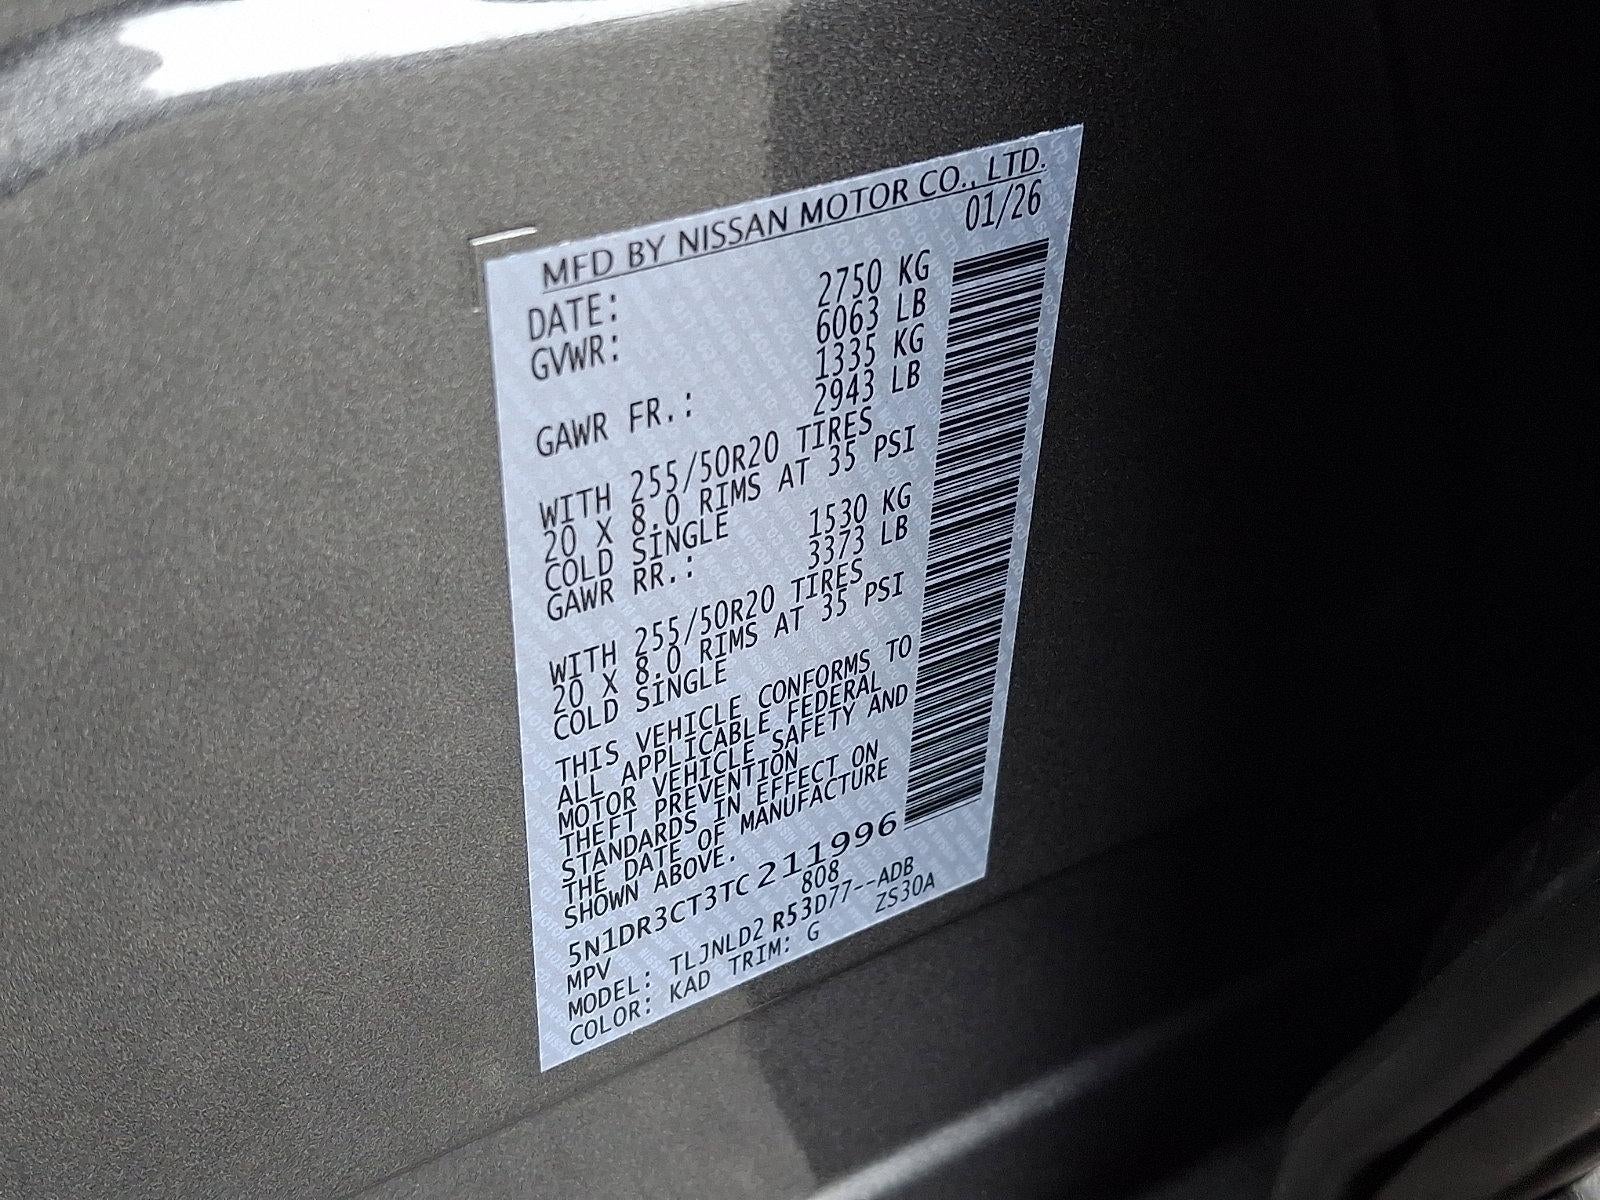 MFD BY NISSAN MOTOR CO., LTD.
DATE: 01/26
GVWR: 2750 KG
6063 LB
GAWR FR.: 1335 KG
2943 LB
WITH 255/50R20 TIRES
20 X 8.0 RIMS AT 35 PSI
COLD SINGLE
GAWR RR.: 1530 KG
3373 LB
WITH 255/50R20 TIRES
20 X 8.0 RIMS AT 35 PSI
COLD SINGLE
THIS VEHICLE CONFORMS TO
ALL APPLICABLE FEDERAL
MOTOR VEHICLE SAFETY AND
THEFT PREVENTION
STANDARDS IN EFFECT ON
THE DATE OF MANUFACTURE
SHOWN ABOVE.
5N1DR3CT3TC211996
MPV 808
MODEL: TLJNLD2 R53D77--ADB
COLOR: KAD TRIM: G ZS30A